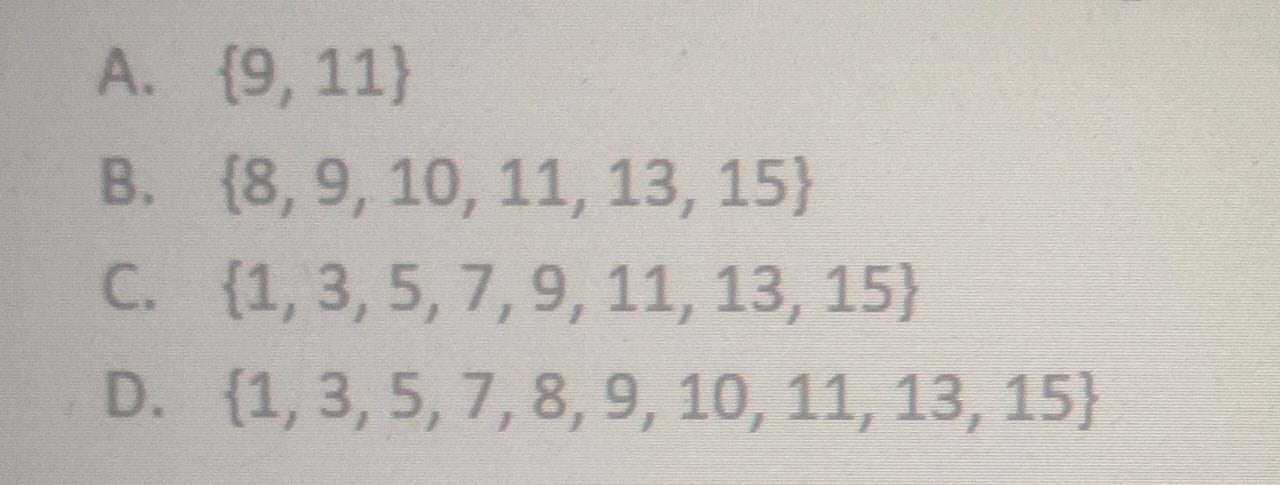 A. {9, 11}
B. {8, 9, 10, 11, 13, 15}
C. {1, 3, 5, 7, 9, 11, 13, 15}
D. {1, 3, 5, 7, 8, 9, 10, 11, 13, 15}